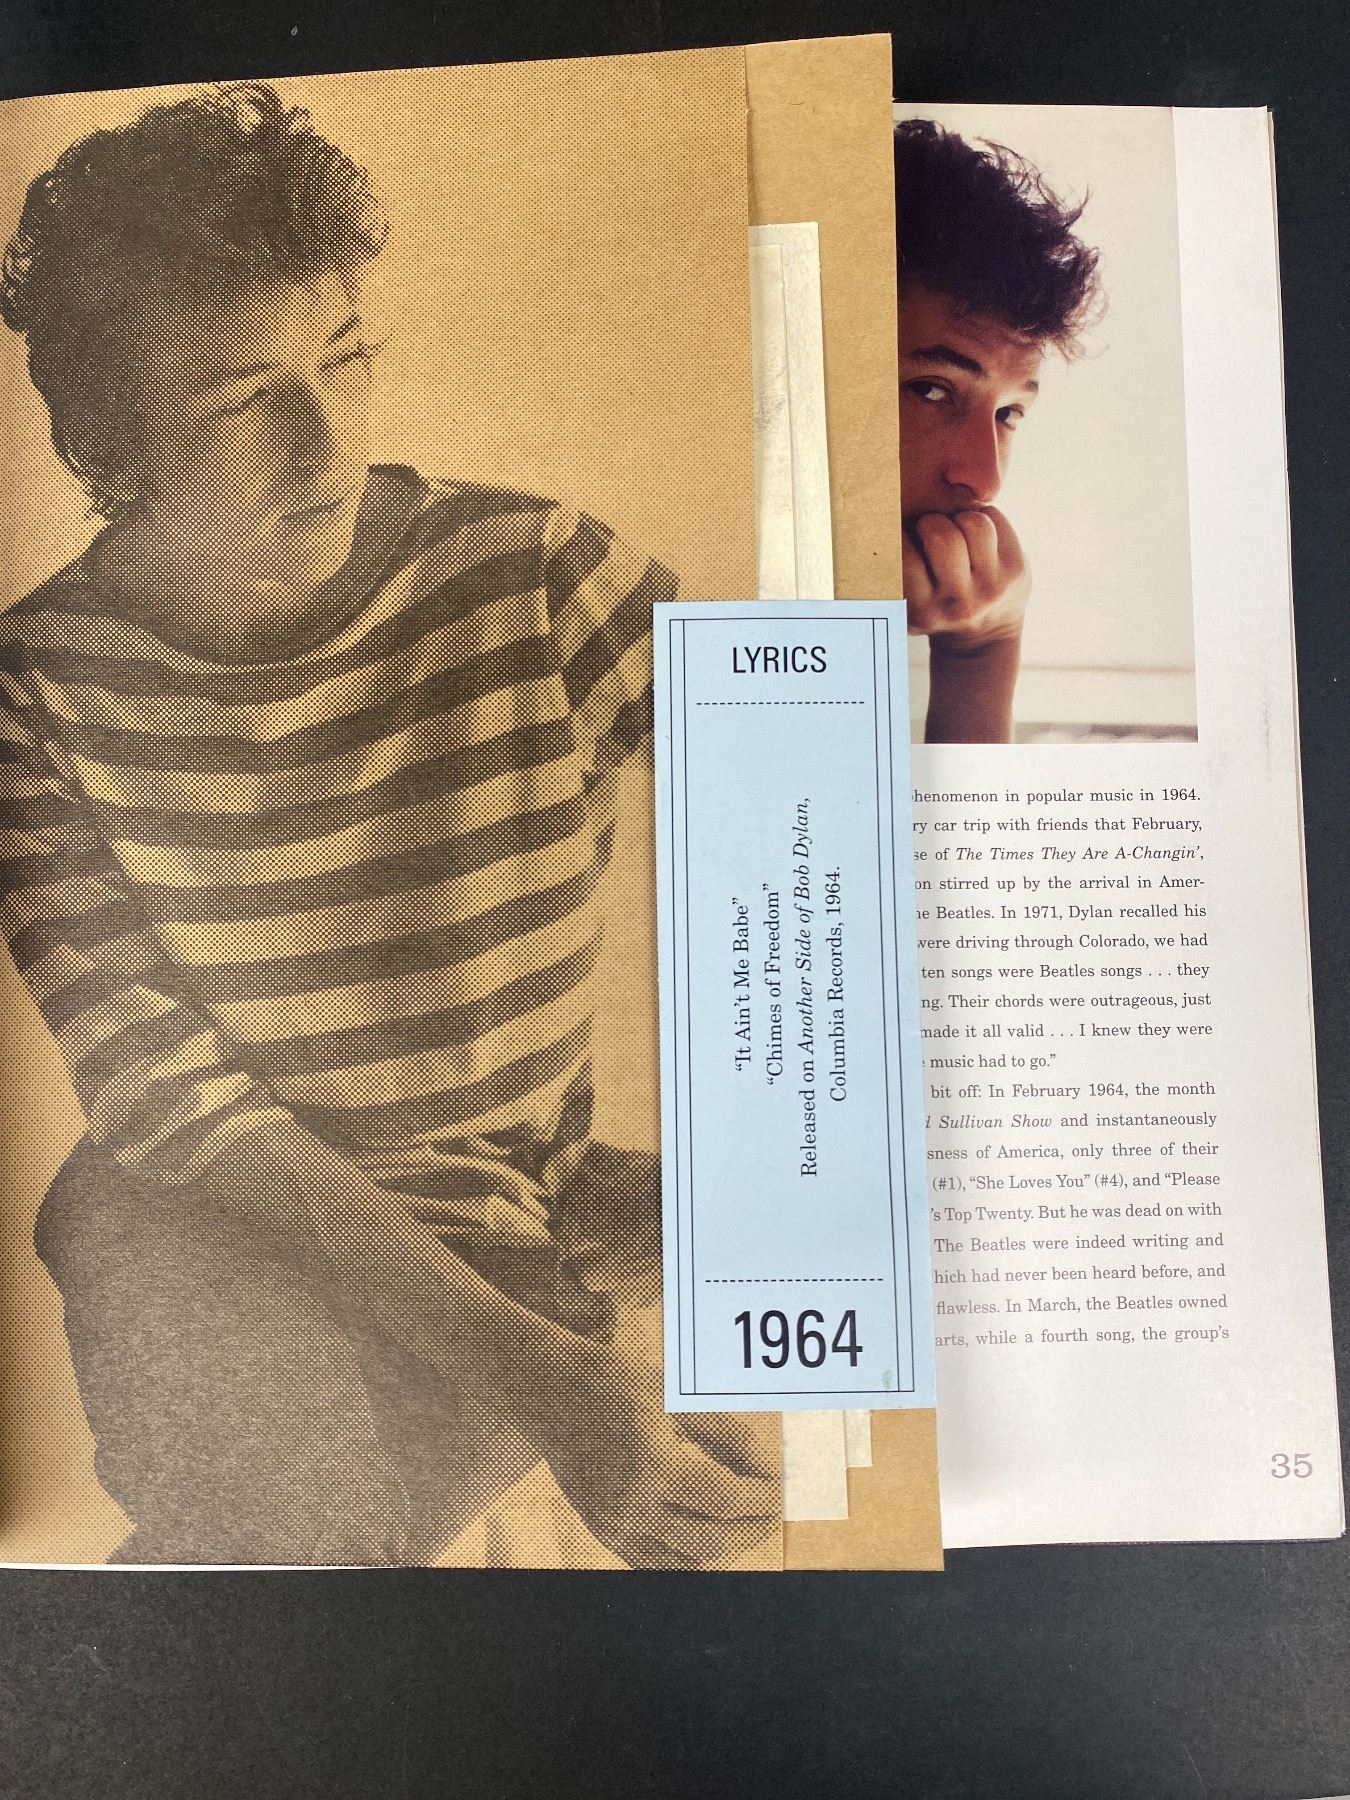 LYRICS
"It Ain't Me Babe"
"Chimes of Freedom"
Released on Another Side of Bob Dylan,
Columbia Records, 1964.
1964
henomenon in popular music in 1964.
ry car trip with friends that February,
se of The Times They Are A-Changin',
on stirred up by the arrival in Amer-
he Beatles. In 1971, Dylan recalled his
were driving through Colorado, we had
ten songs were Beatles songs . . . they
ng. Their chords were outrageous, just
made it all valid . . . I knew they were
music had to go."
bit off: In February 1964, the month
d Sullivan Show and instantaneously
sness of America, only three of their
(#1), "She Loves You" (#4), and "Please
's Top Twenty. But he was dead on with
The Beatles were indeed writing and
hich had never been heard before, and
flawless. In March, the Beatles owned
arts, while a fourth song, the group's
35